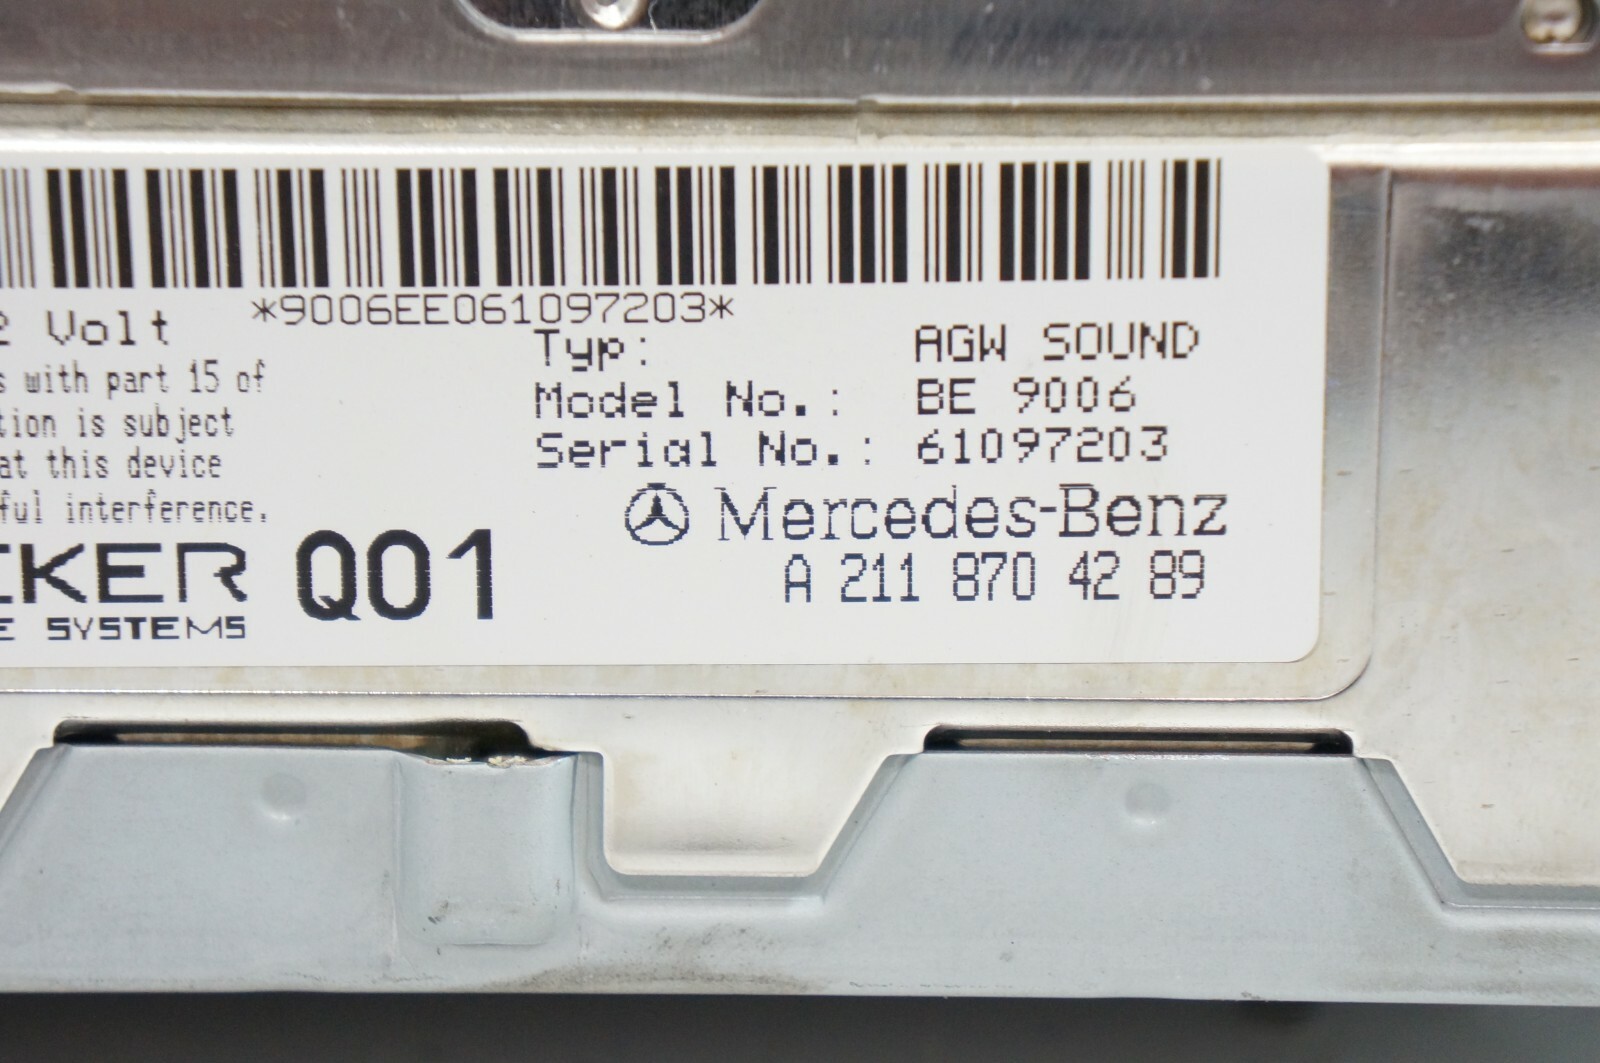 *9006EE061097203*
2 Volt
Typ: AGW SOUND
s with part 15 of
Model No.: BE 9006
tion is subject
Serial No.: 61097203
at this device
ful interference.
Mercedes-Benz
CKER Q01
A 211 870 42 89
E SYSTEMS